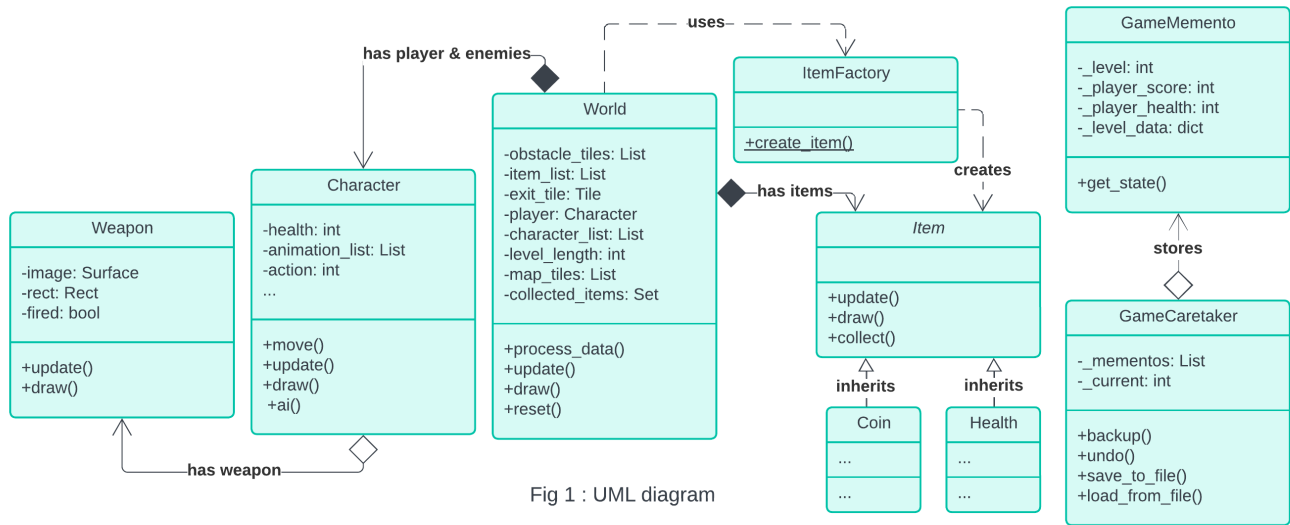 uses
has player & enemies
GameMemento
-_level: int
-_player_score: int
-_player_health: int
-_level_data: dict
+get_state()
ItemFactory
+create_item()
World
-obstacle_tiles: List
-item_list: List
-exit_tile: Tile
-player: Character
-character_list: List
-level_length: int
-map_tiles: List
-collected_items: Set
+process_data()
+update()
+draw()
+reset()
creates
has items
Character
-health: int
-animation_list: List
-action: int
...
+move()
+update()
+draw()
+ai()
Weapon
-image: Surface
-rect: Rect
-fired: bool
+update()
+draw()
has weapon
Item
+update()
+draw()
+collect()
inherits
inherits
Coin
...
...
Health
...
...
stores
GameCaretaker
-_mementos: List
-_current: int
+backup()
+undo()
+save_to_file()
+load_from_file()
Fig 1 : UML diagram